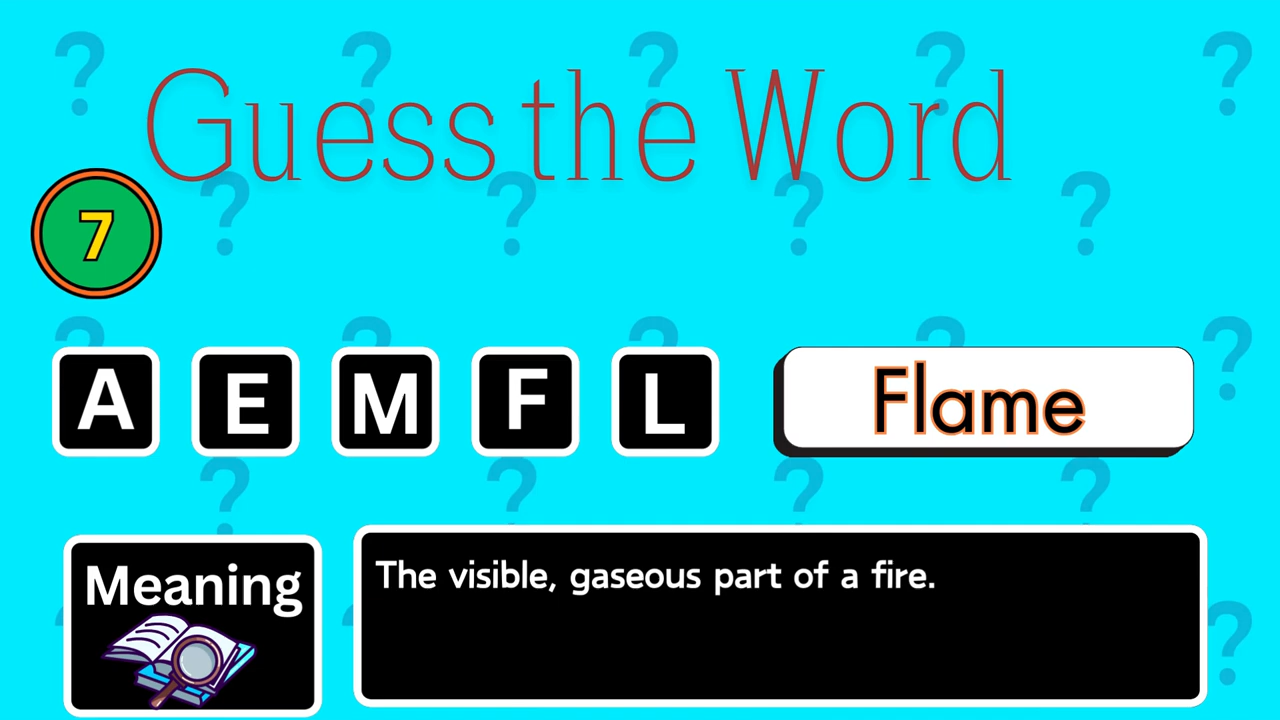 Guess the Word
7
A E M F L
Flame
Meaning
The visible, gaseous part of a fire.